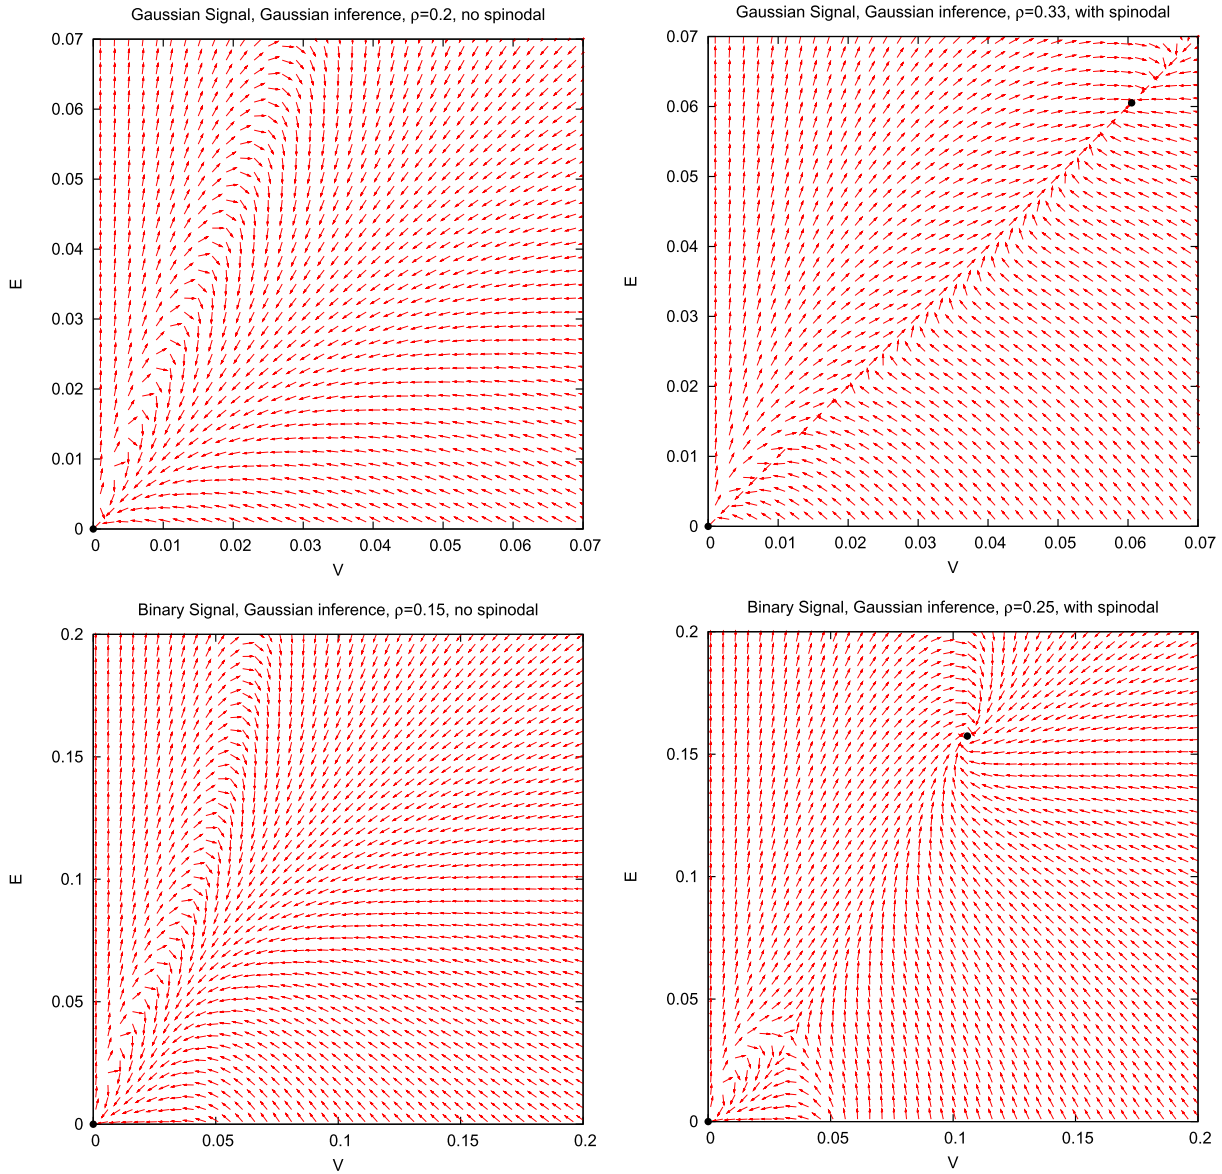 Gaussian Signal, Gaussian inference, ρ=0.2, no spinodal
0.07
0.06
0.05
0.04
E
0.03
0.02
0.01
0
0 0.01 0.02 0.03 0.04 0.05 0.06 0.07
V
Gaussian Signal, Gaussian inference, ρ=0.33, with spinodal
0.07
0.06
0.05
0.04
E
0.03
0.02
0.01
0
0 0.01 0.02 0.03 0.04 0.05 0.06 0.07
V
Binary Signal, Gaussian inference, ρ=0.15, no spinodal
0.2
0.15
E
0.1
0.05
0
0 0.05 0.1 0.15 0.2
V
Binary Signal, Gaussian inference, ρ=0.25, with spinodal
0.2
0.15
E
0.1
0.05
0
0 0.05 0.1 0.15 0.2
V